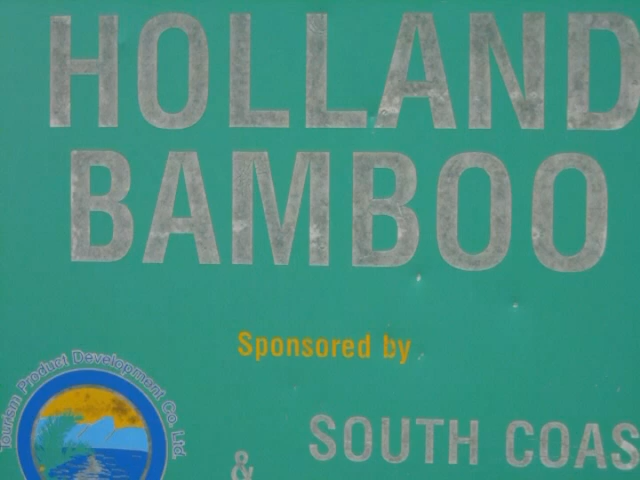 HOLLAND
BAMBOO
Sponsored by
Tourism Product Development Co. Ltd.
& SOUTH COAS